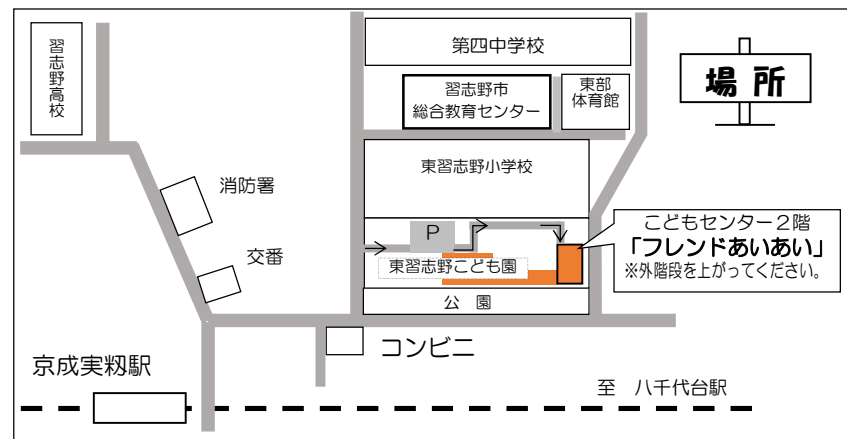 習志野高校
第四中学校
場所
習志野市
総合教育センター
東部
体育館
東習志野小学校
消防署
P
こどもセンター２階
「フレンドあいあい」
※外階段を上がってください。
交番
東習志野こども園
公 園
コンビニ
京成実籾駅
至 八千代台駅